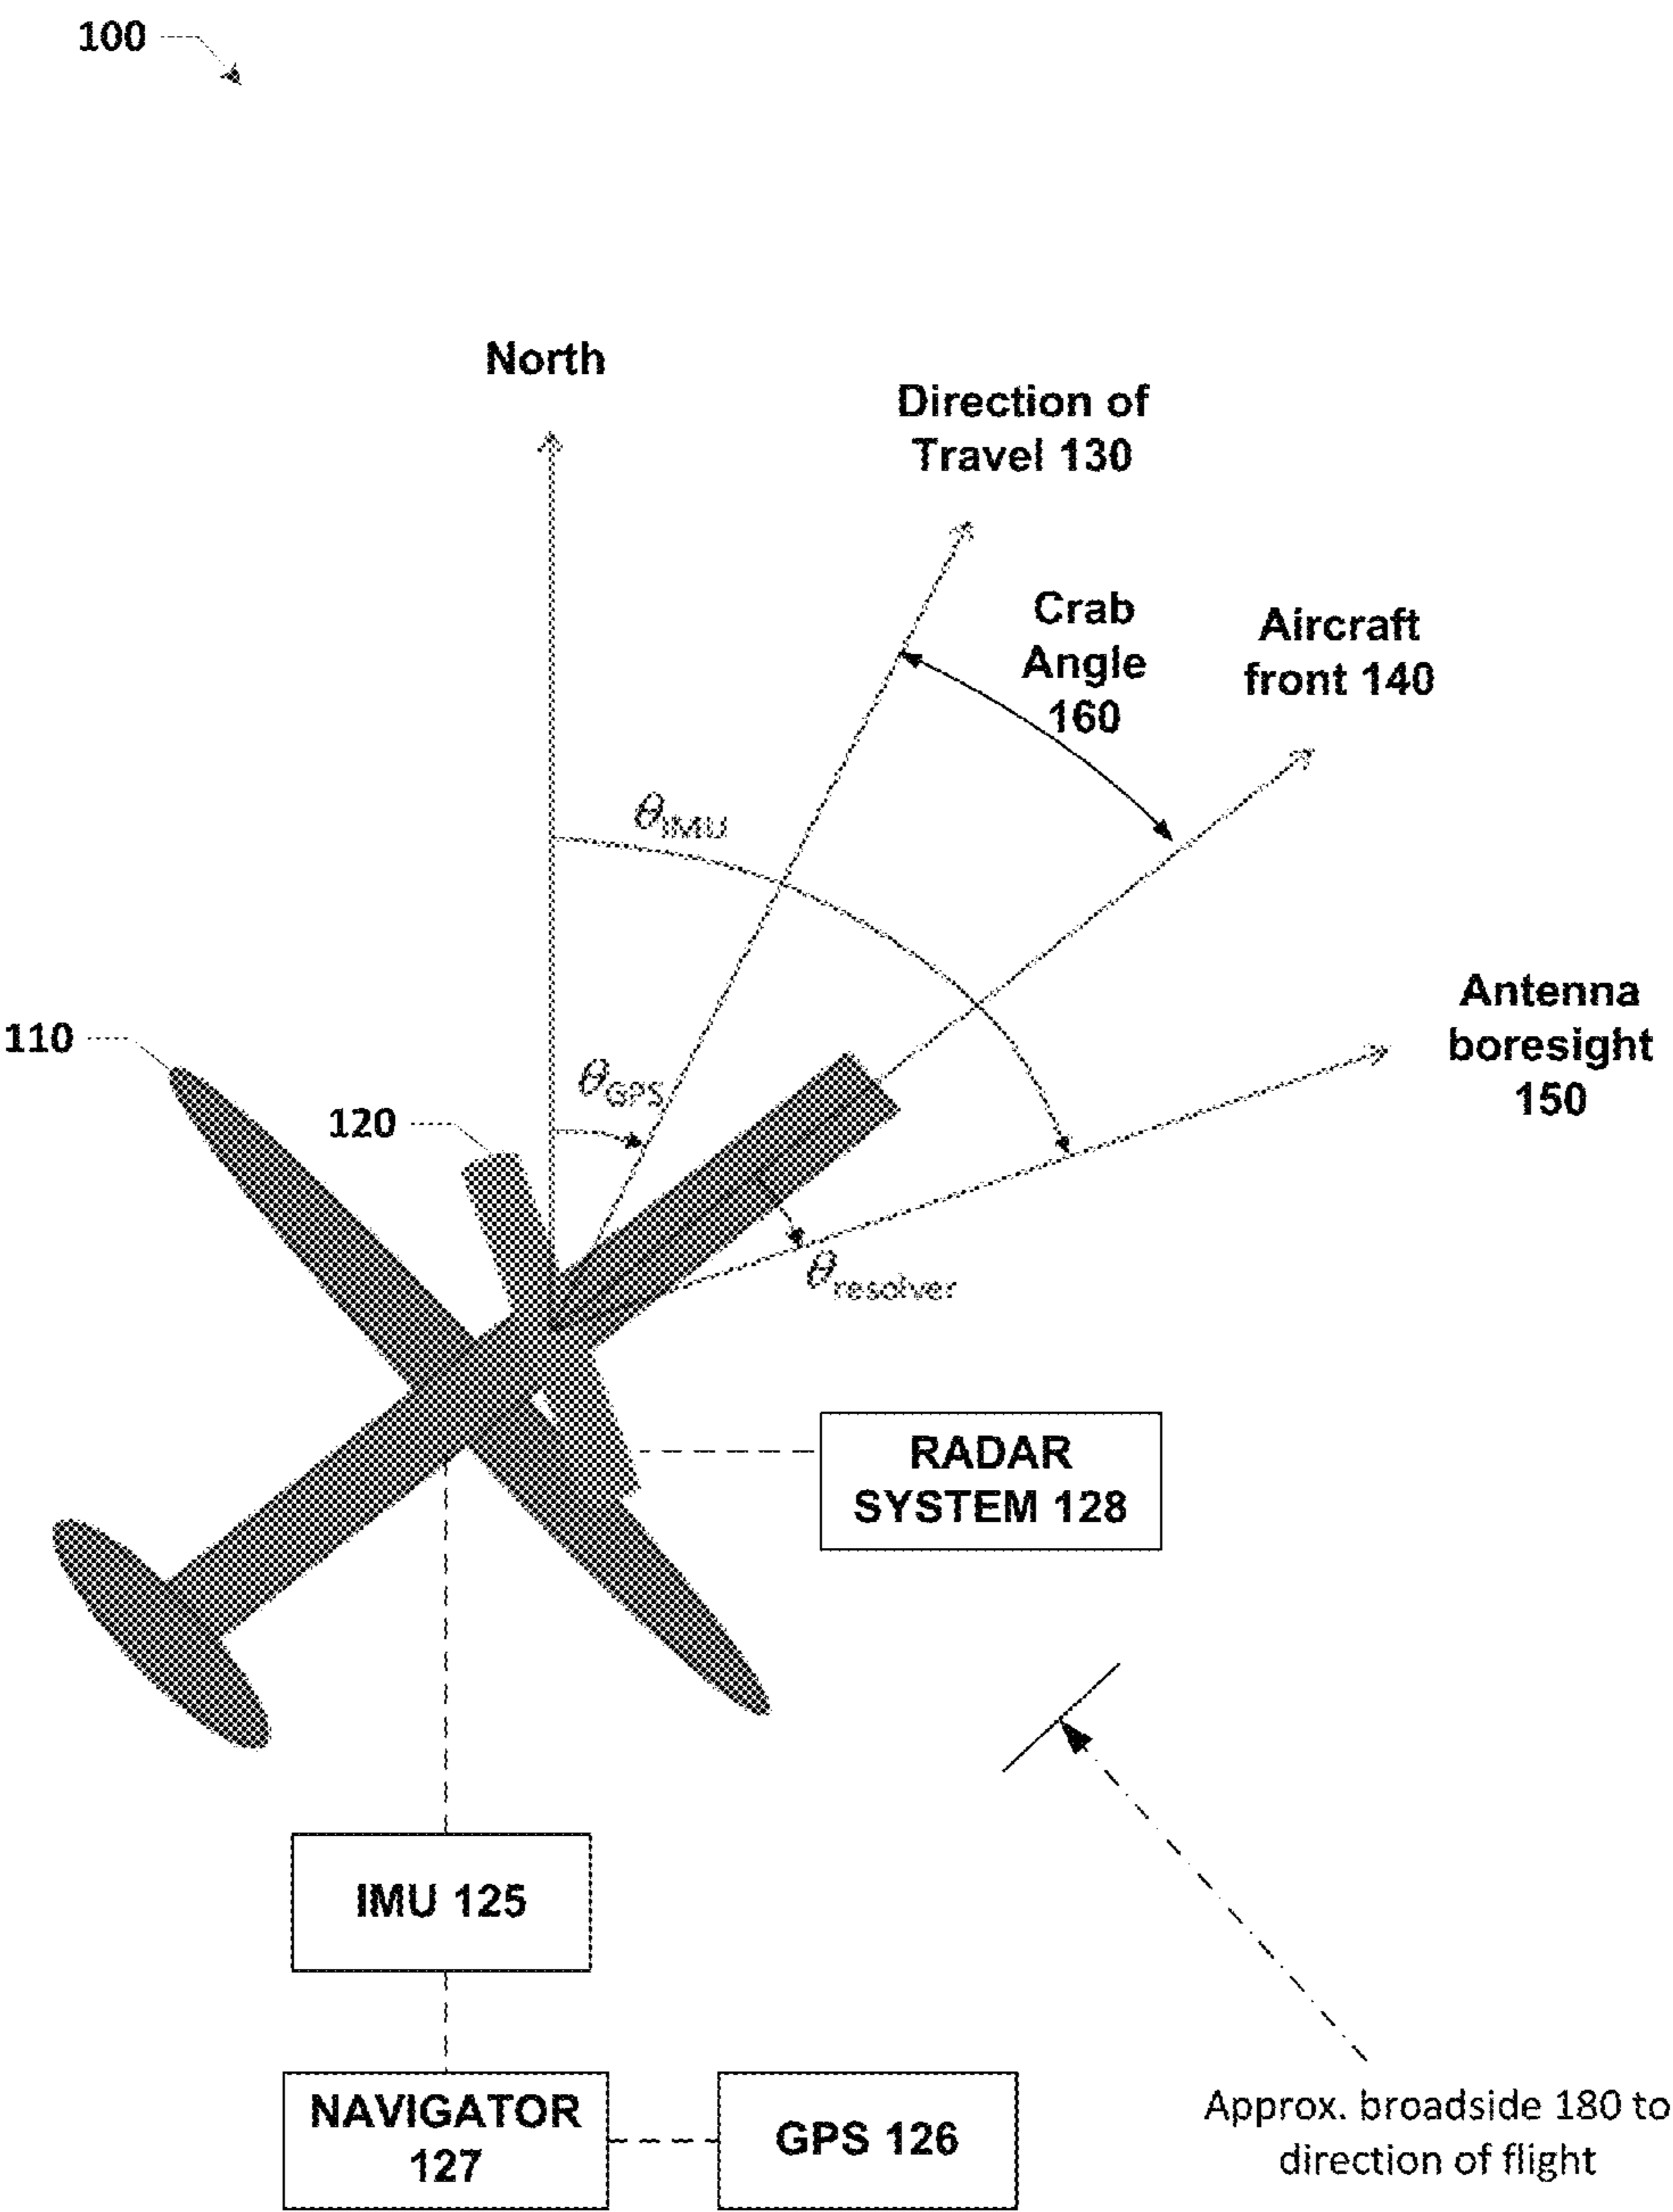 100
North
Direction of
Travel 130
Crab
Angle
160
Aircraft
front 140
θIMU
Antenna
boresight
150
110
θGPS
120
θresolver
RADAR
SYSTEM 128
IMU 125
NAVIGATOR
127
GPS 126
Approx. broadside 180 to
direction of flight